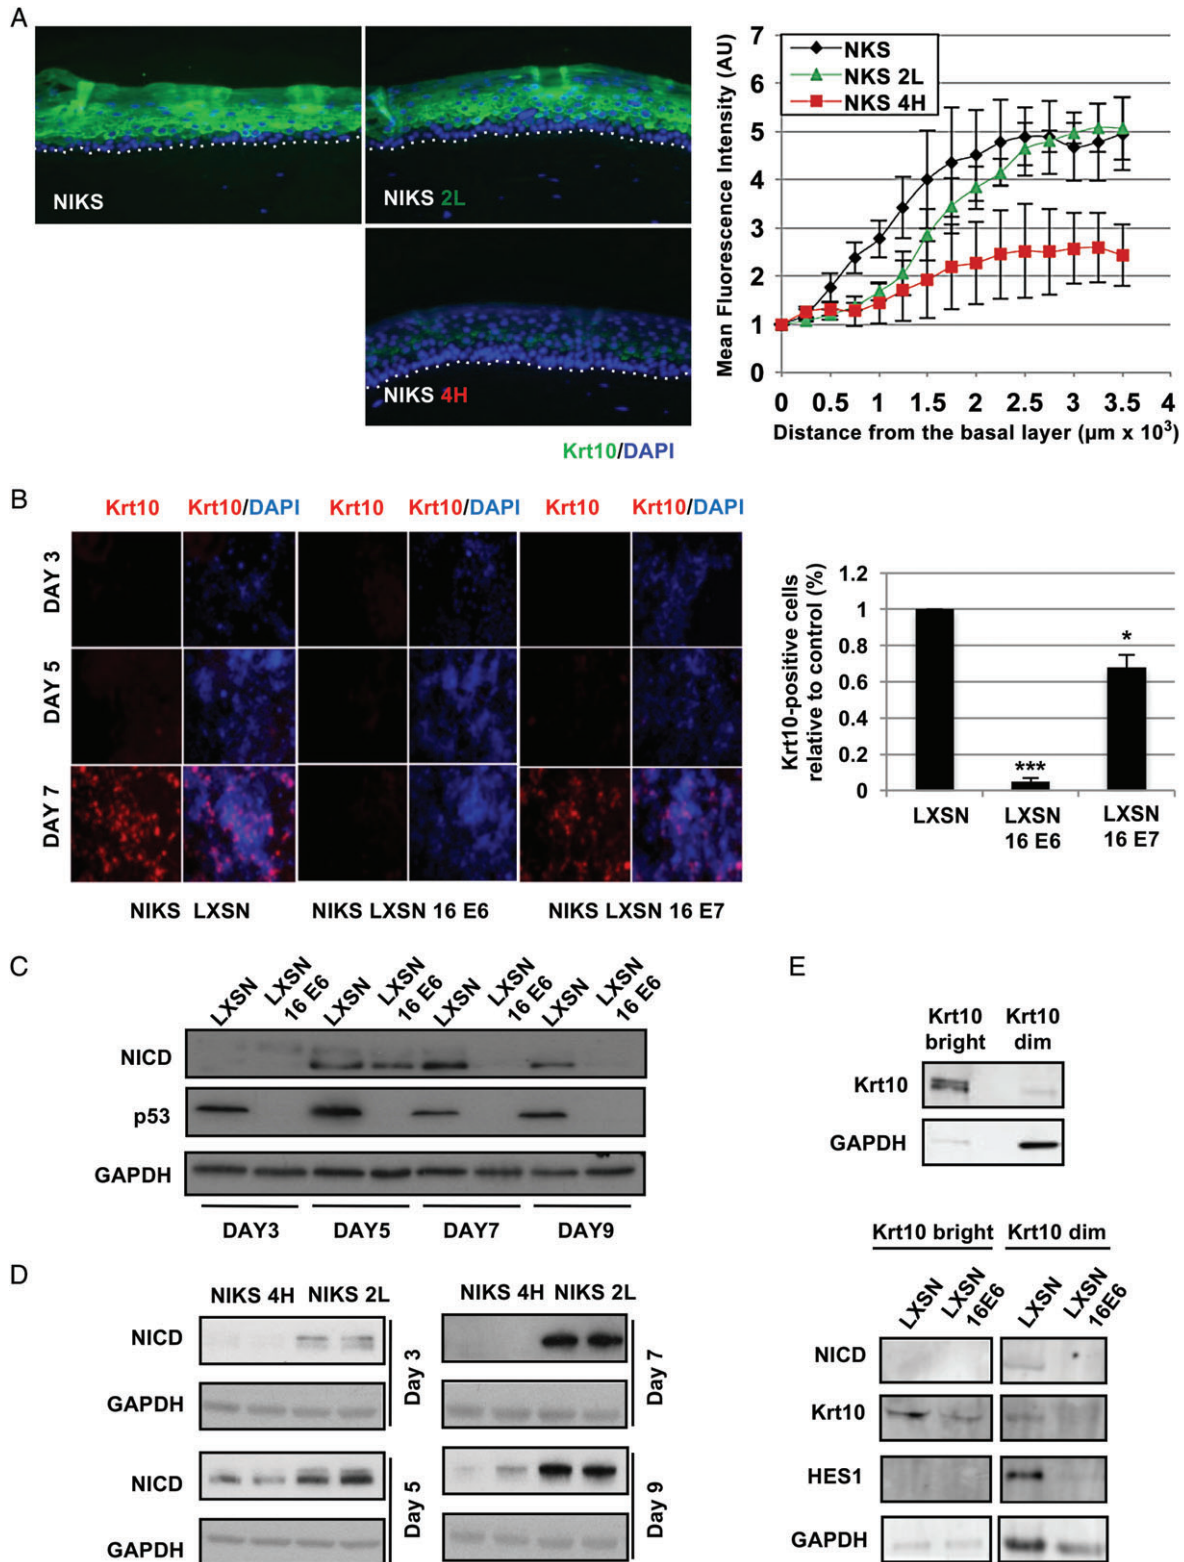 A
NIKS
NIKS 2L
NIKS 4H
Krt10/DAPI
Mean Fluorescence Intensity (AU)
7
6
5
4
3
2
1
0
NKS
NKS 2L
NKS 4H
0 0.5 1 1.5 2 2.5 3 3.5 4
Distance from the basal layer (µm x 10³)
B
Krt10 Krt10/DAPI Krt10 Krt10/DAPI Krt10 Krt10/DAPI
DAY 3
DAY 5
DAY 7
NIKS LXSN NIKS LXSN 16 E6 NIKS LXSN 16 E7
Krt10-positive cells
relative to control (%)
1.2
1
0.8
0.6
0.4
0.2
0
***
*
LXSN LXSN 16 E6 LXSN 16 E7
C
LXSN LXSN 16 E6 LXSN LXSN 16 E6 LXSN LXSN 16 E6 LXSN LXSN 16 E6
NICD
p53
GAPDH
DAY3 DAY5 DAY7 DAY9
D
NIKS 4H NIKS 2L
NICD
GAPDH
Day 3
NICD
GAPDH
Day 5
NIKS 4H NIKS 2L
Day 7
Day 9
E
Krt10 bright Krt10 dim
Krt10
GAPDH
Krt10 bright Krt10 dim
LXSN LXSN 16E6 LXSN LXSN 16E6
NICD
Krt10
HES1
GAPDH